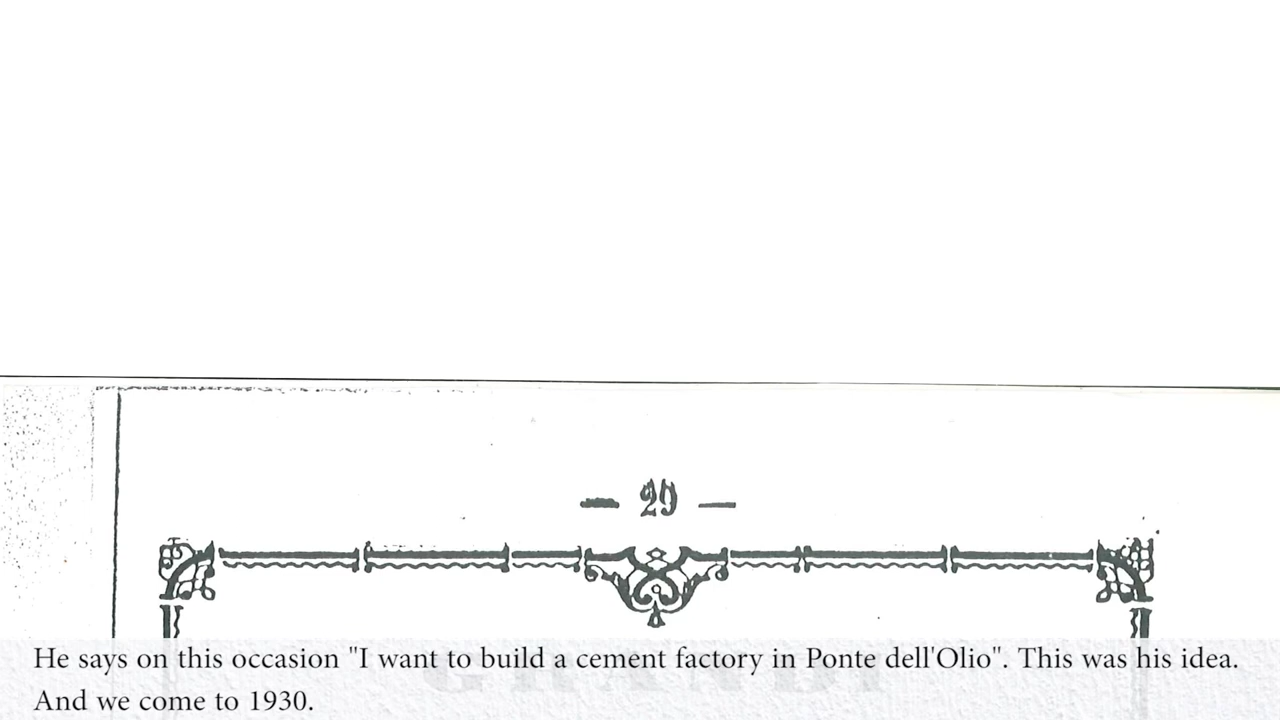 — 29 —
He says on this occasion "I want to build a cement factory in Ponte dell'Olio". This was his idea.
And we come to 1930.
GRANDI